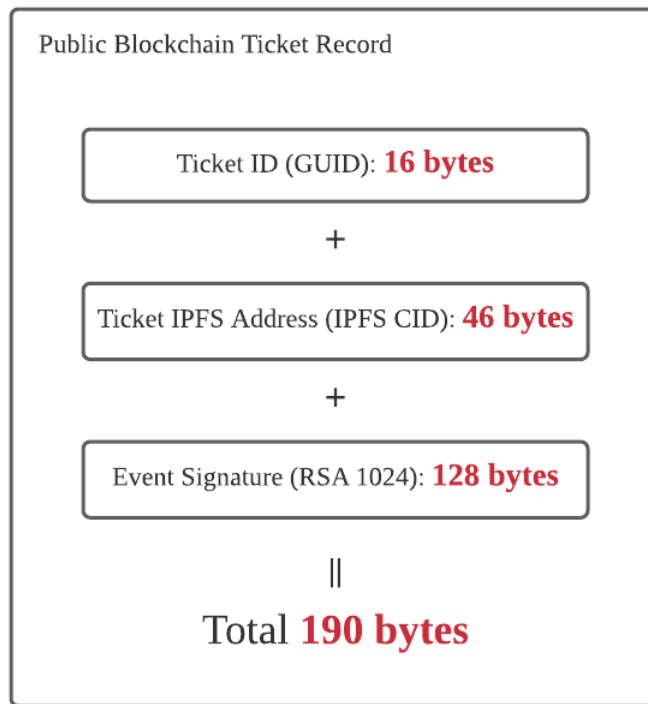 Public Blockchain Ticket Record
Ticket ID (GUID): 16 bytes
+
Ticket IPFS Address (IPFS CID): 46 bytes
+
Event Signature (RSA 1024): 128 bytes
=
Total 190 bytes